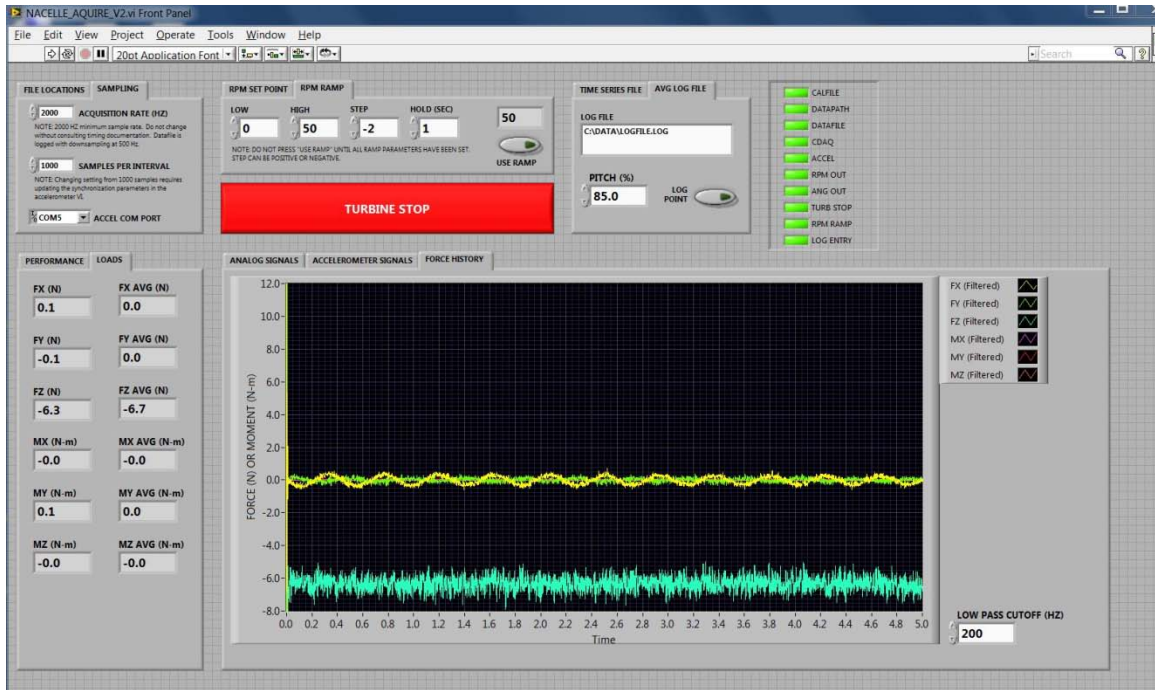 NACELLE_AQUIRE_V2.vi Front Panel
File Edit View Project Operate Tools Window Help
20pt Application Font
Search
FILE LOCATIONS SAMPLING
2000 ACQUISITION RATE (HZ)
NOTE: 2000 HZ minimum sample rate. Do not change
without consulting timing documentation. Datafile is
logged with downsampling at 500 Hz.
1000 SAMPLES PER INTERVAL
NOTE: Changing setting from 1000 samples requires
updating the synchronization parameters in the
accelerometer VI.
COM5 ACCEL COM PORT
RPM SET POINT RPM RAMP
LOW HIGH STEP HOLD (SEC)
0 50 -2 1 50
NOTE: DO NOT PRESS "USE RAMP" UNTIL ALL RAMP PARAMETERS HAVE BEEN SET.
STEP CAN BE POSITIVE OR NEGATIVE.
USE RAMP
TURBINE STOP
TIME SERIES FILE AVG LOG FILE
LOG FILE
C:\DATA\LOGFILE.LOG
PITCH (%)
85.0
LOG
POINT
CALFILE
DATAPATH
DATAFILE
CDAQ
ACCEL
RPM OUT
ANG OUT
TURB STOP
RPM RAMP
LOG ENTRY
PERFORMANCE LOADS
FX (N) FX AVG (N)
0.1 0.0
FY (N) FY AVG (N)
-0.1 0.0
FZ (N) FZ AVG (N)
-6.3 -6.7
MX (N-m) MX AVG (N-m)
-0.0 -0.0
MY (N-m) MY AVG (N-m)
0.1 0.0
MZ (N-m) MZ AVG (N-m)
-0.0 -0.0
ANALOG SIGNALS ACCELEROMETER SIGNALS FORCE HISTORY
FORCE (N) OR MOMENT (N-m)
12.0
10.0
8.0
6.0
4.0
2.0
0.0
-2.0
-4.0
-6.0
-8.0
0.0 0.2 0.4 0.6 0.8 1.0 1.2 1.4 1.6 1.8 2.0 2.2 2.4 2.6 2.8 3.0 3.2 3.4 3.6 3.8 4.0 4.2 4.4 4.6 4.8 5.0
Time
FX (Filtered)
FY (Filtered)
FZ (Filtered)
MX (Filtered)
MY (Filtered)
MZ (Filtered)
LOW PASS CUTOFF (HZ)
200